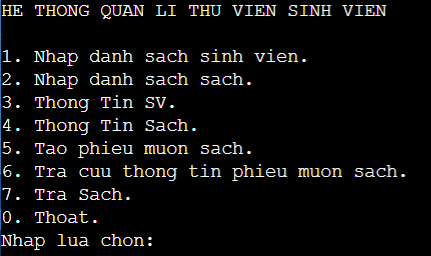 HE THONG QUAN LI THU VIEN SINH VIEN
1. Nhap danh sach sinh vien.
2. Nhap danh sach sach.
3. Thong Tin SV.
4. Thong Tin Sach.
5. Tao phieu muon sach.
6. Tra cuu thong tin phieu muon sach.
7. Tra Sach.
0. Thoat.
Nhap lua chon: